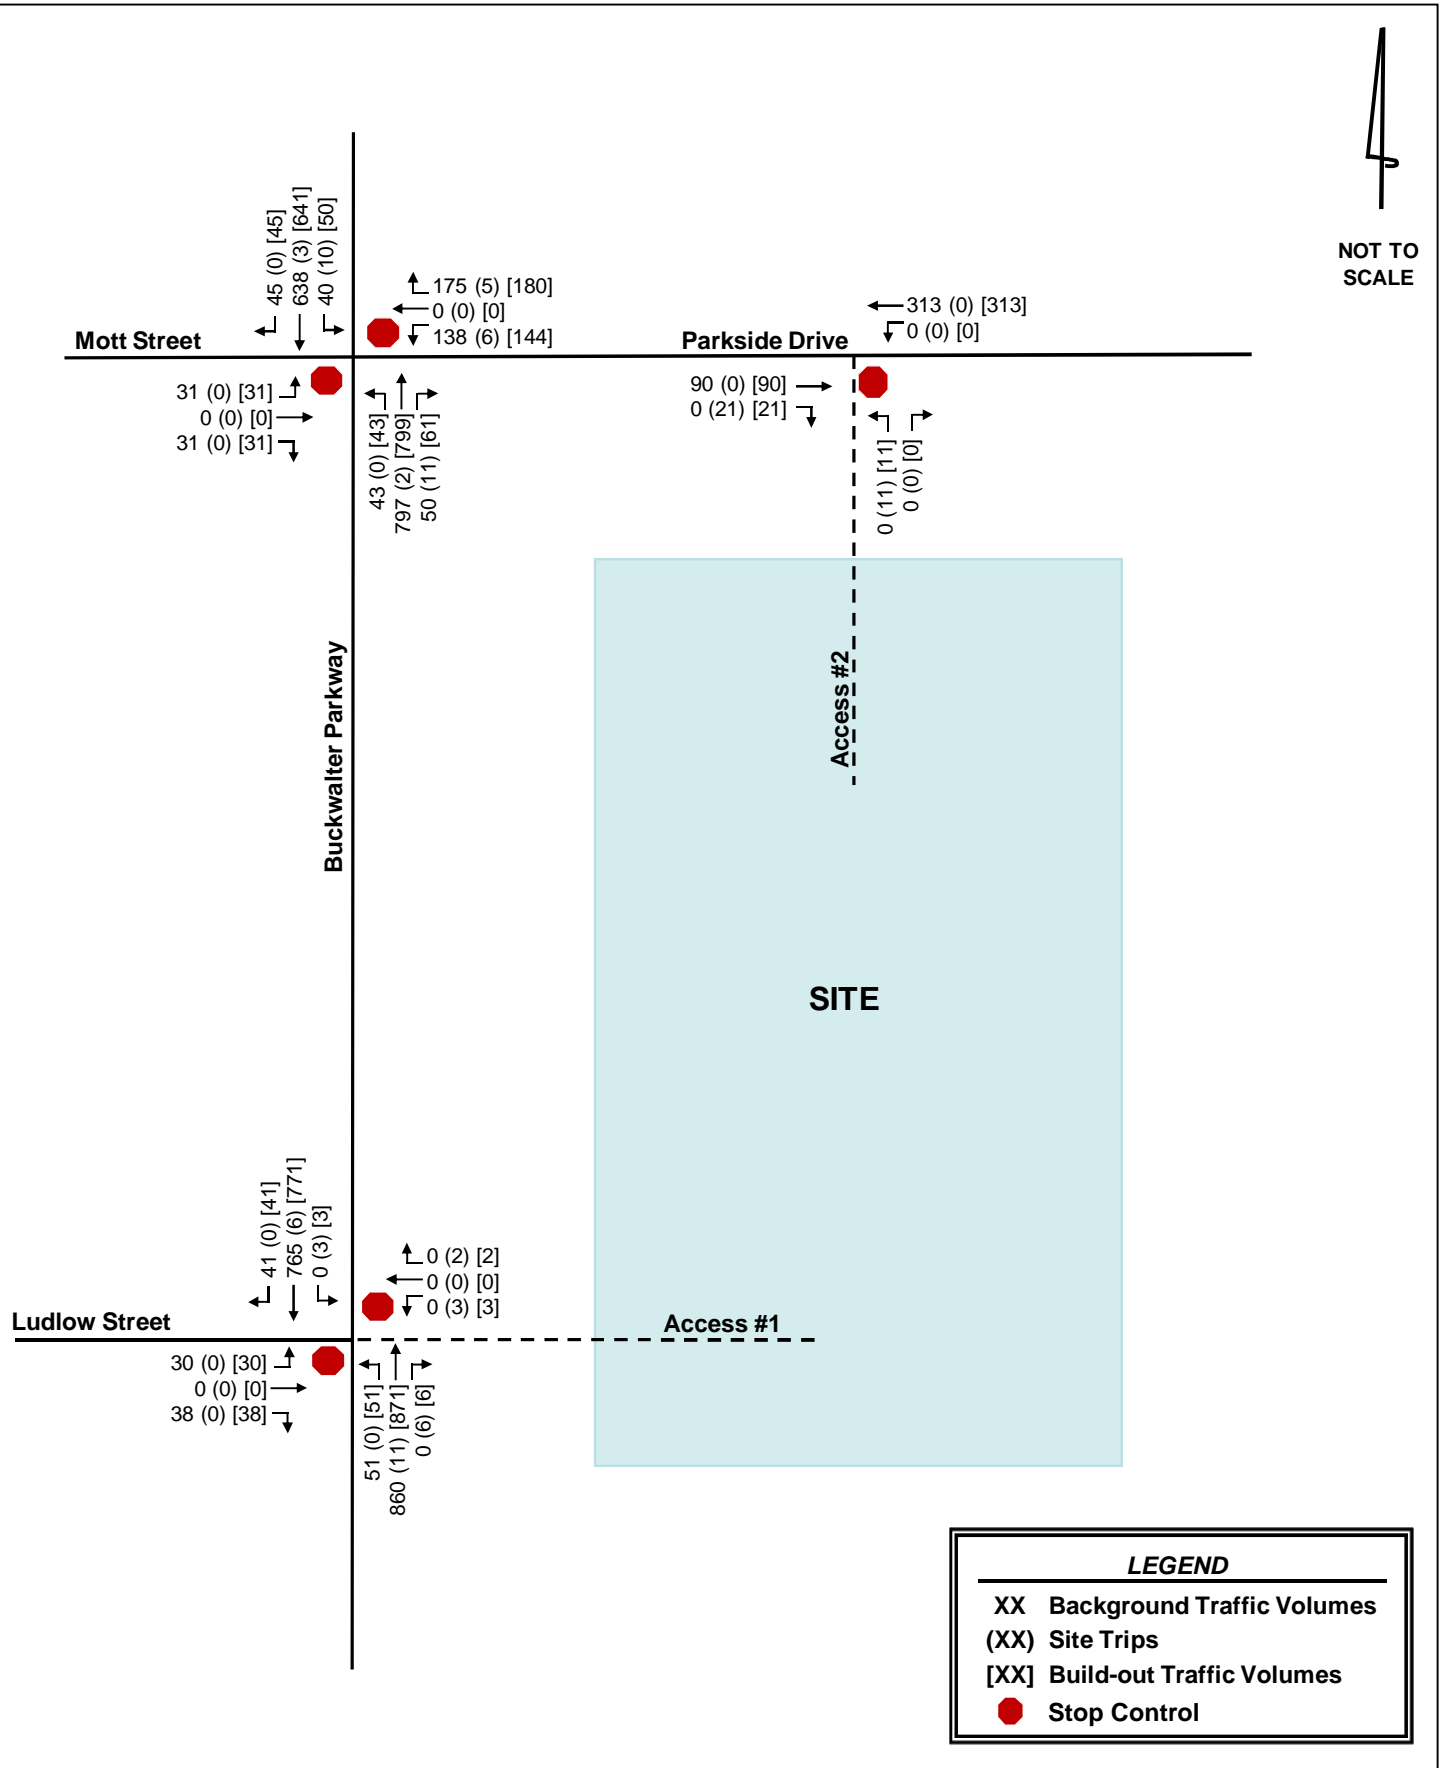 NOT TO
SCALE
45 (0) [45]
638 (3) [641]
40 (10) [50]
175 (5) [180]
0 (0) [0]
138 (6) [144]
Mott Street
31 (0) [31]
0 (0) [0]
31 (0) [31]
43 (0) [43]
797 (2) [799]
50 (11) [61]
Parkside Drive
313 (0) [313]
0 (0) [0]
90 (0) [90]
0 (21) [21]
0 (11) [11]
0 (0) [0]
Buckwalter Parkway
Access #2
SITE
41 (0) [41]
765 (6) [771]
0 (3) [3]
0 (2) [2]
0 (0) [0]
0 (3) [3]
Ludlow Street
Access #1
30 (0) [30]
0 (0) [0]
38 (0) [38]
51 (0) [51]
860 (11) [871]
0 (6) [6]
LEGEND
XX Background Traffic Volumes
(XX) Site Trips
[XX] Build-out Traffic Volumes
Stop Control